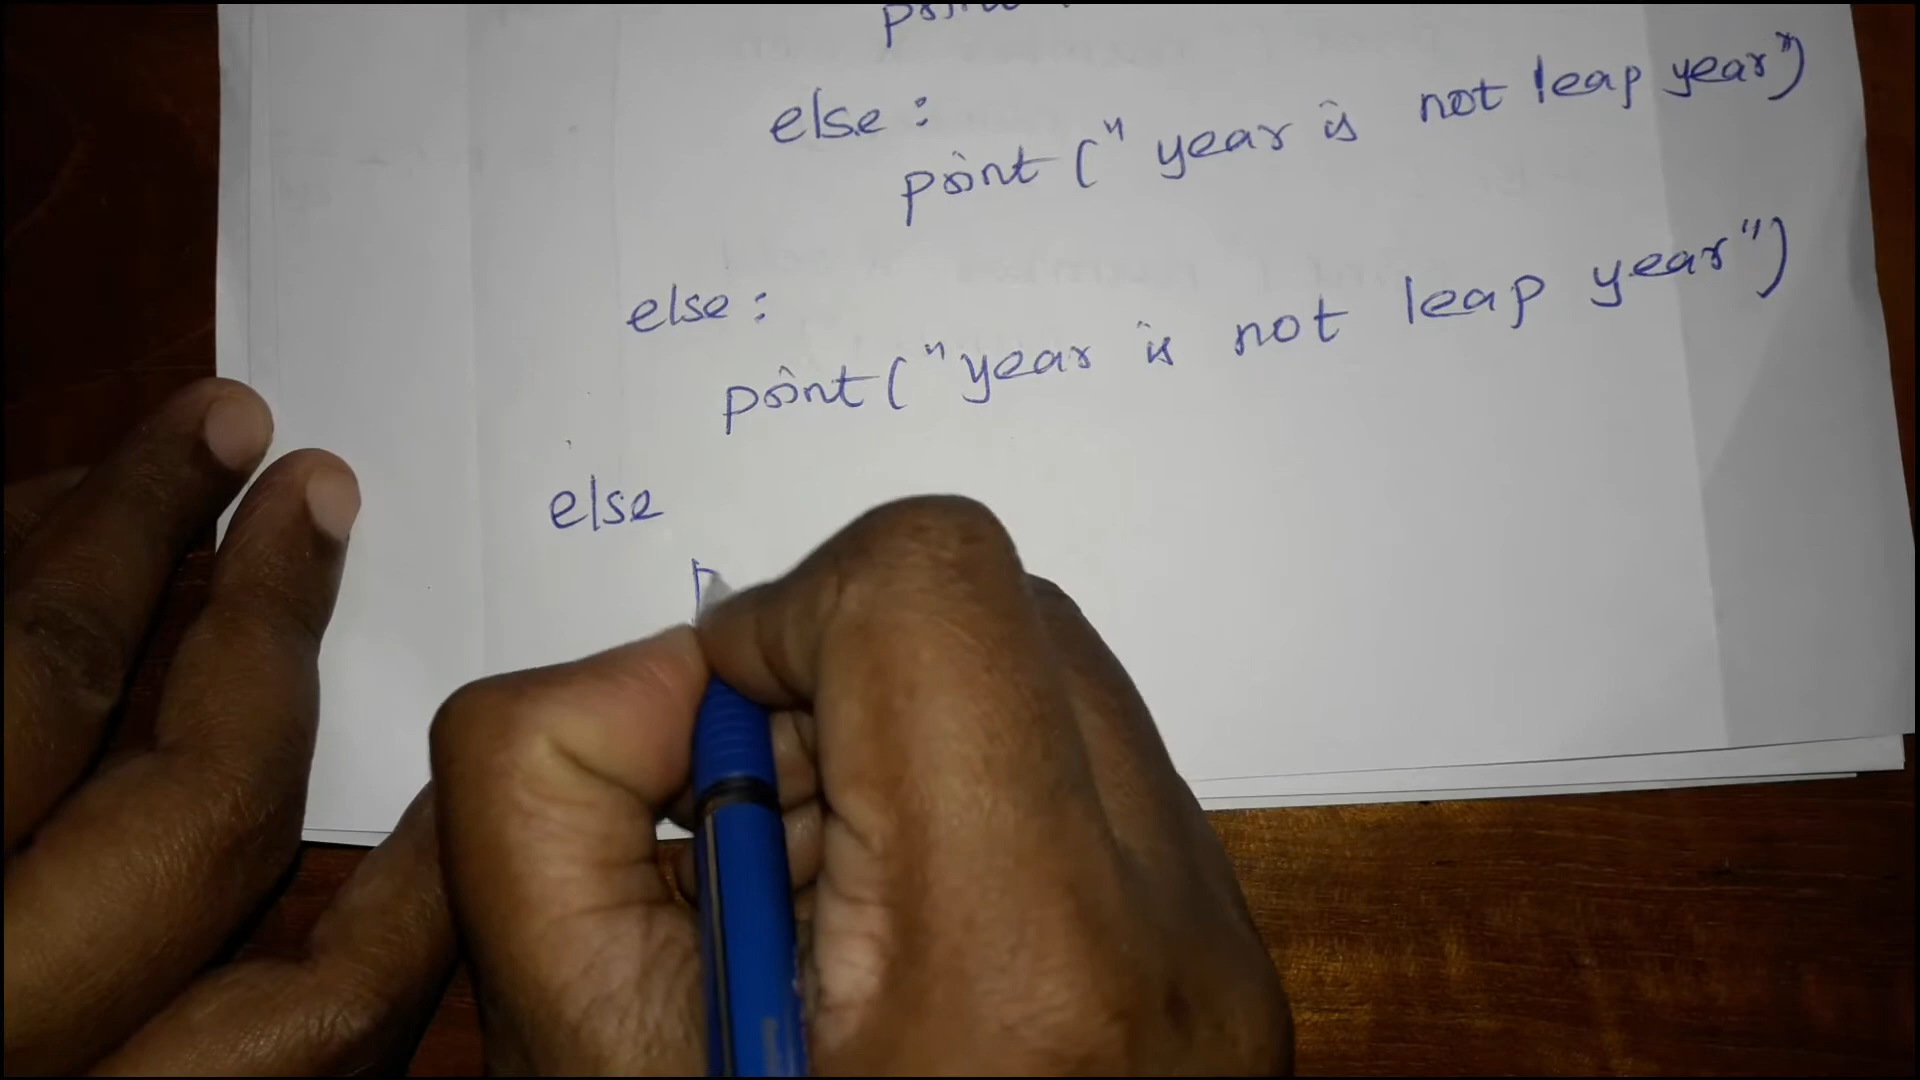 else :
print (" year is not leap year")
else :
print ("year is not leap year")
else